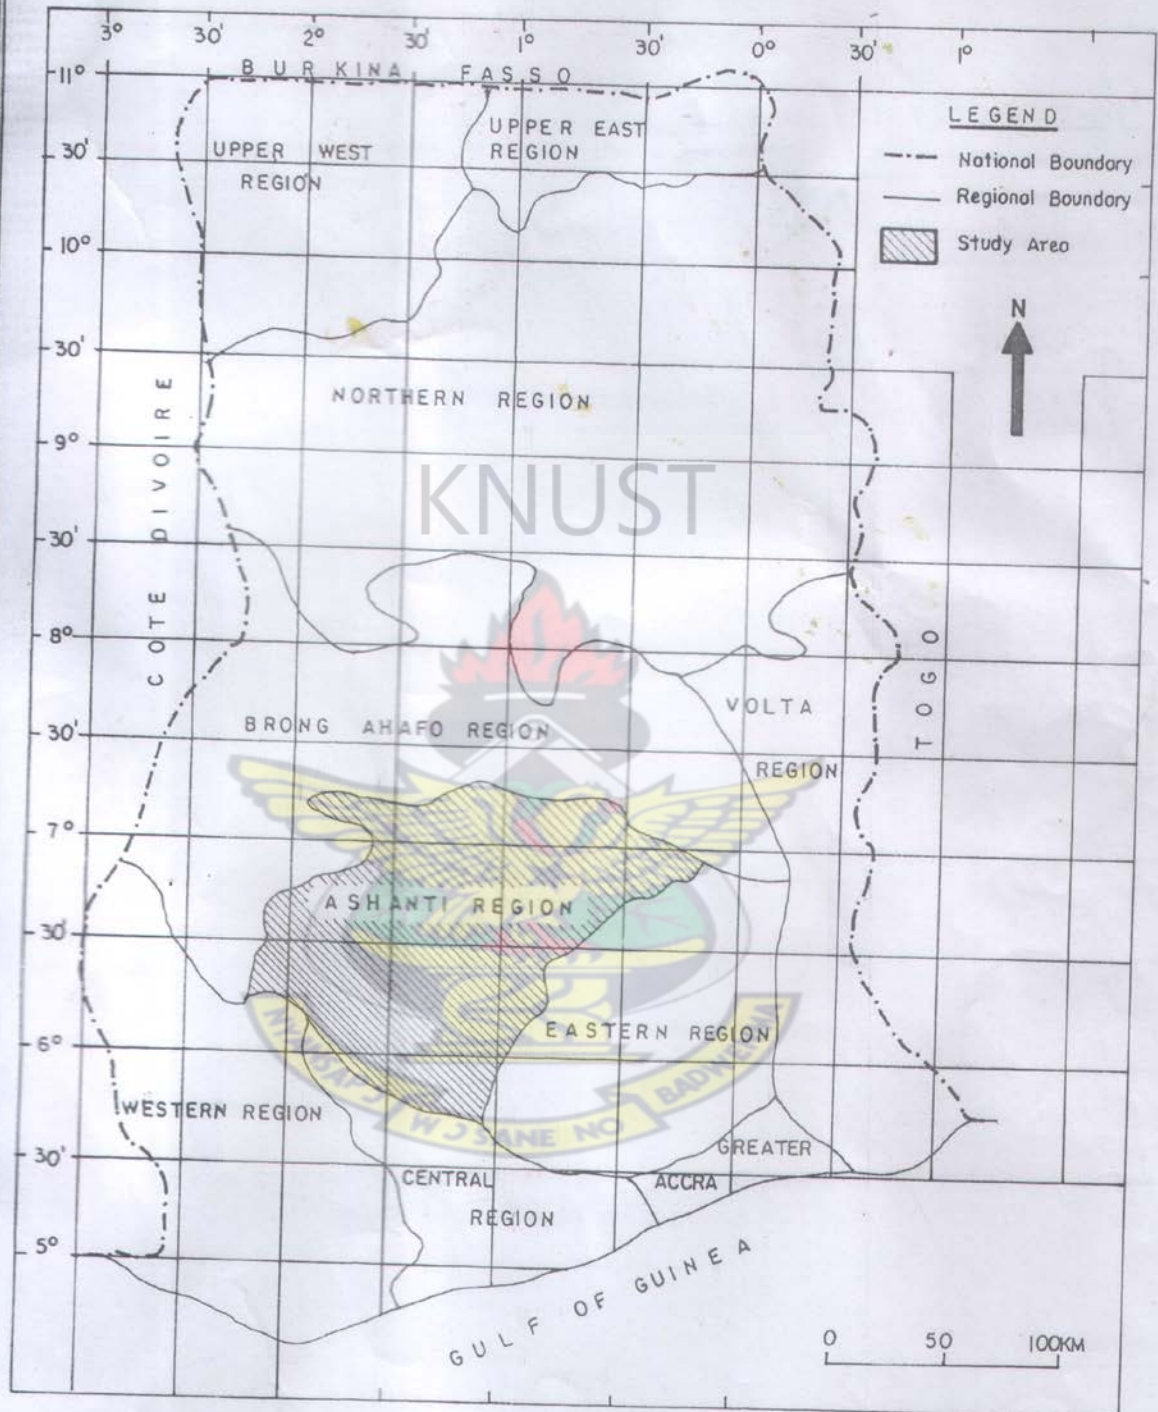 3° 30' 2° 30' 1° 30' 0° 30' 1°
11°
BURKINA FASSO
LEGEND
National Boundary
Regional Boundary
Study Area
N
UPPER WEST
REGION
UPPER EAST
REGION
30'
10°
30'
NORTHERN REGION
COTE DIVOIRE
9°
KNUST
30'
8°
TOGO
VOLTA
REGION
BRONG AHAFO REGION
30'
7°
ASHANTI REGION
30'
EASTERN REGION
6°
WESTERN REGION
WƆSANE NO
GREATER
ACCRA
30'
CENTRAL
REGION
5°
GULF OF GUINEA
0 50 100KM